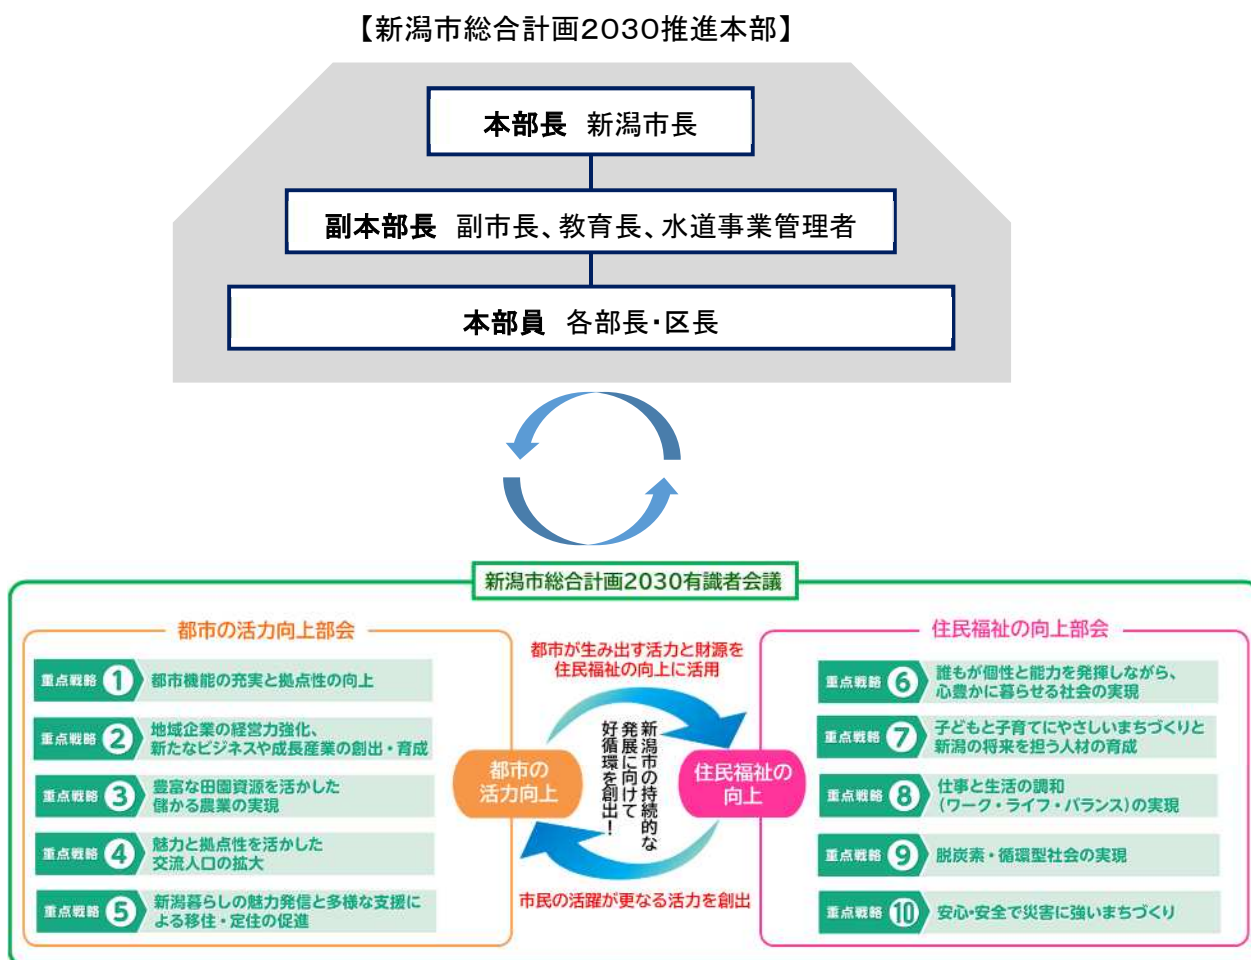 【新潟市総合計画2030推進本部】
本部長 新潟市長
副本部長 副市長、教育長、水道事業管理者
本部員 各部長・区長
新潟市総合計画2030有識者会議
都市の活力向上部会
重点戦略 1 都市機能の充実と拠点性の向上
重点戦略 2 地域企業の経営力強化、
新たなビジネスや成長産業の創出・育成
重点戦略 3 豊富な田園資源を活かした
儲かる農業の実現
重点戦略 4 魅力と拠点性を活かした
交流人口の拡大
重点戦略 5 新潟暮らしの魅力発信と多様な支援に
よる移住・定住の促進
都市が生み出す活力と財源を
住民福祉の向上に活用
都市の
活力向上
新潟市の持続的な
発展に向けて
好循環を創出!
住民福祉の
向上
市民の活躍が更なる活力を創出
住民福祉の向上部会
重点戦略 6 誰もが個性と能力を発揮しながら、
心豊かに暮らせる社会の実現
重点戦略 7 子どもと子育てにやさしいまちづくりと
新潟の将来を担う人材の育成
重点戦略 8 仕事と生活の調和
(ワーク・ライフ・バランス)の実現
重点戦略 9 脱炭素・循環型社会の実現
重点戦略 10 安心・安全で災害に強いまちづくり